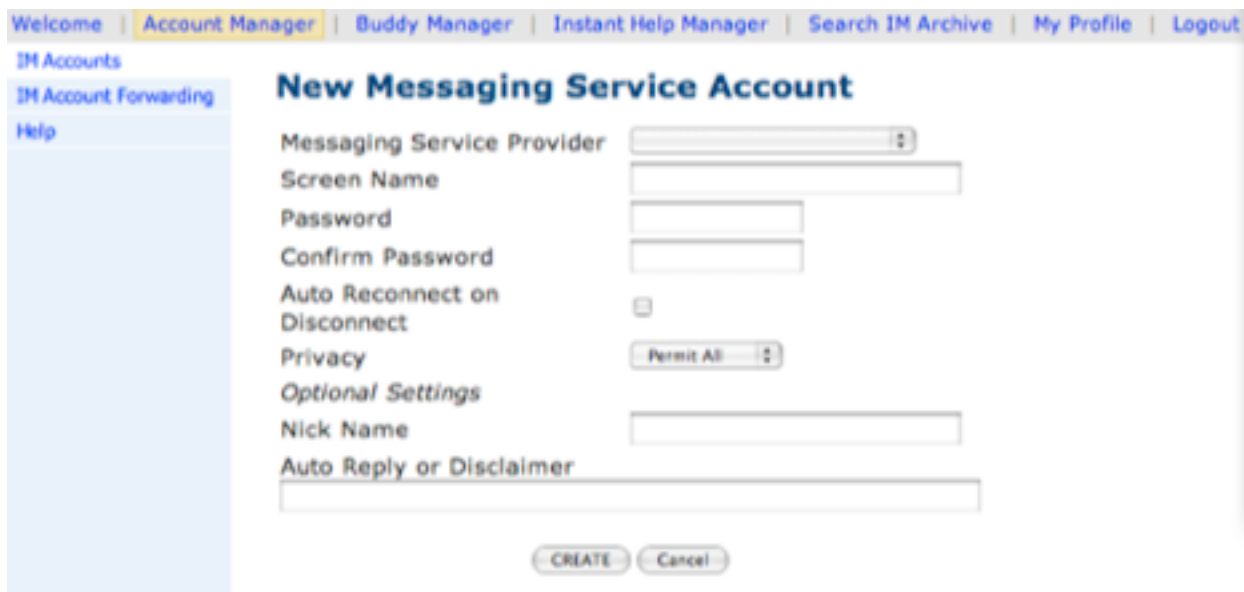 Welcome | Account Manager | Buddy Manager | Instant Help Manager | Search IM Archive | My Profile | Logout
IM Accounts
IM Account Forwarding
Help
New Messaging Service Account
Messaging Service Provider
Screen Name
Password
Confirm Password
Auto Reconnect on
Disconnect
Privacy Permit All
Optional Settings
Nick Name
Auto Reply or Disclaimer
CREATE Cancel